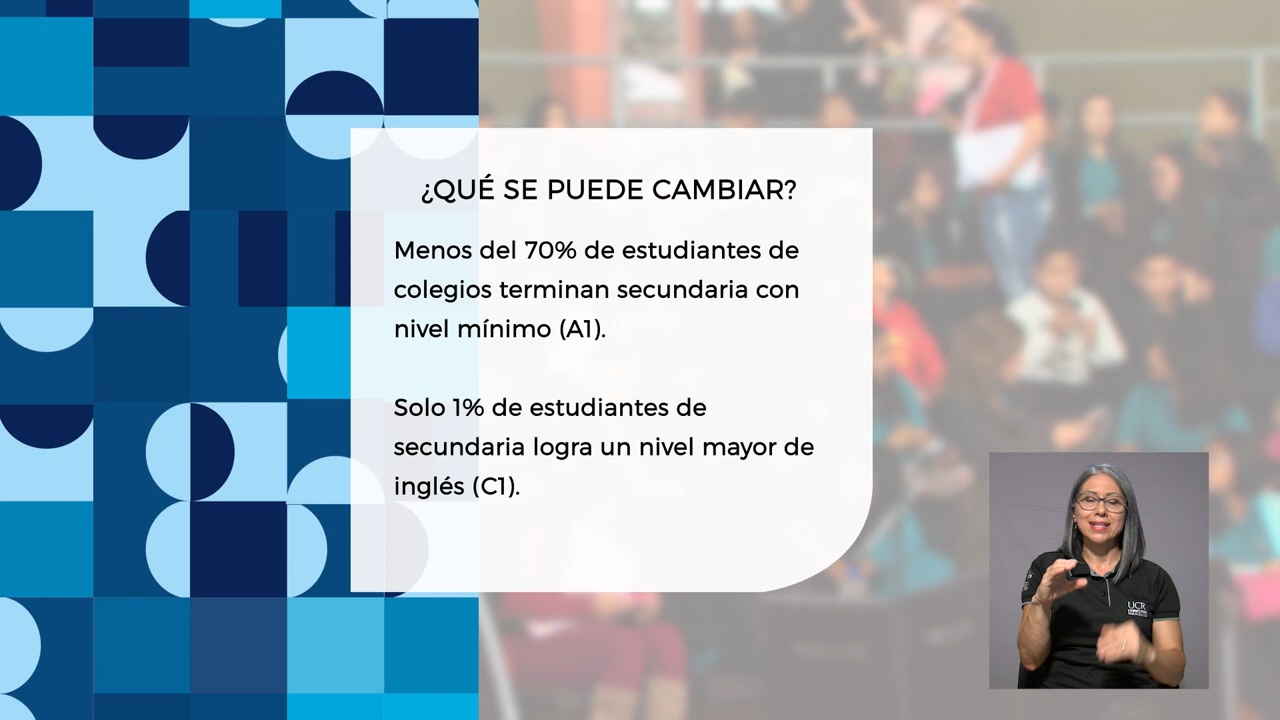 ¿QUÉ SE PUEDE CAMBIAR?
Menos del 70% de estudiantes de
colegios terminan secundaria con
nivel mínimo (A1).
Solo 1% de estudiantes de
secundaria logra un nivel mayor de
inglés (C1).
UCR